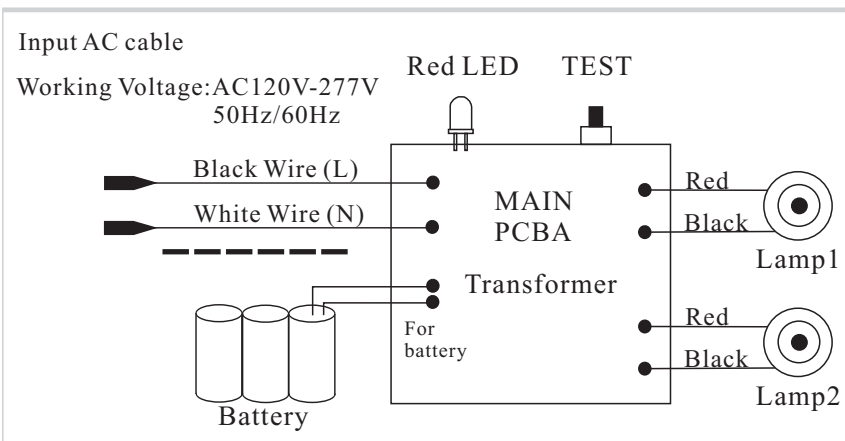 Input AC cable
Working Voltage:AC120V-277V
50Hz/60Hz
Red LED
TEST
Black Wire (L)
White Wire (N)
MAIN
PCBA
Transformer
For
battery
Battery
Red
Black
Lamp1
Red
Black
Lamp2